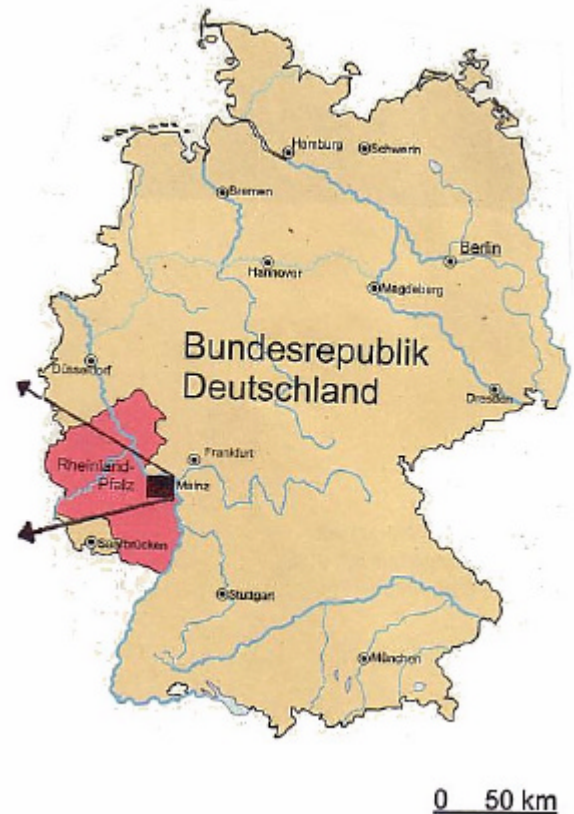 Hamburg
Schwerin
Bremen
Berlin
Hannover
Magdeburg
Bundesrepublik
Deutschland
Düsseldorf
Dresden
Frankfurt
Rheinland-
Pfalz
Mainz
Saarbrücken
Stuttgart
München
0 50 km